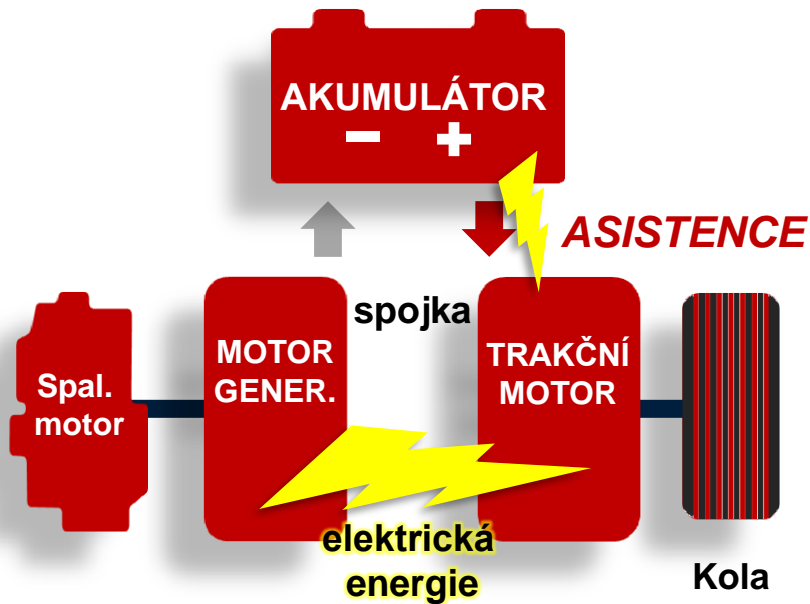 AKUMULÁTOR
ASISTENCE
spojka
MOTOR
GENER.
TRAKČNÍ
MOTOR
Spal.
motor
elektrická
energie
Kola